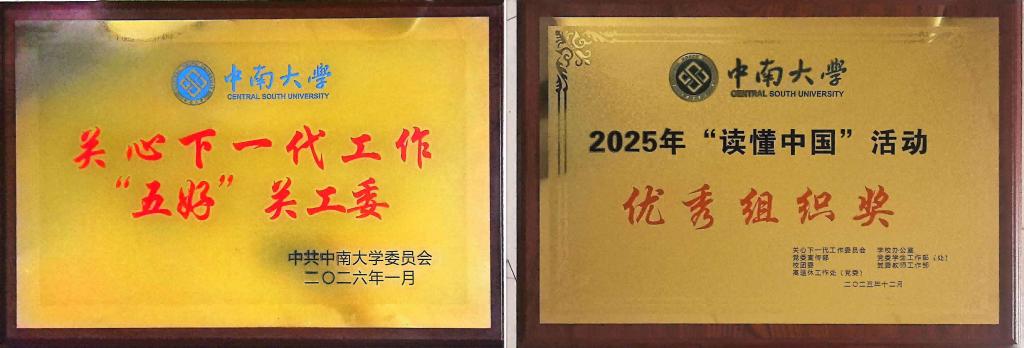 中南大学
CENTRAL SOUTH UNIVERSITY
关心下一代工作
“五好”关工委
中共中南大学委员会
二〇二六年一月
中南大学
CENTRAL SOUTH UNIVERSITY
2025年“读懂中国”活动
优秀组织奖
关心下一代工作委员会 学校办公室
党委宣传部 党委学生工作部（处）
校团委 党委教师工作部
离退休工作处（党委）
二〇二五年十二月